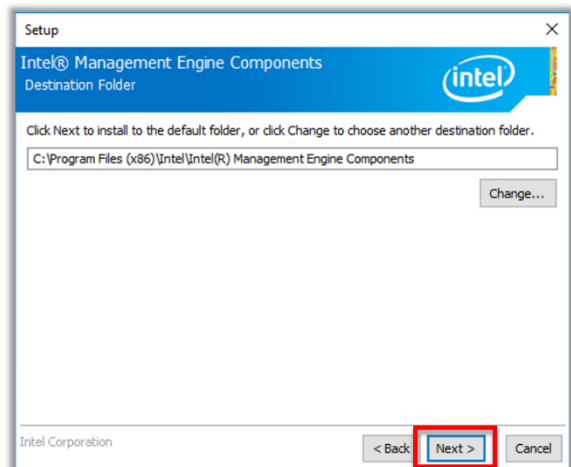 Setup
Intel® Management Engine Components
Destination Folder
intel
Click Next to install to the default folder, or click Change to choose another destination folder.
C:\Program Files (x86)\Intel\Intel(R) Management Engine Components
Change...
Intel Corporation
< Back Next > Cancel